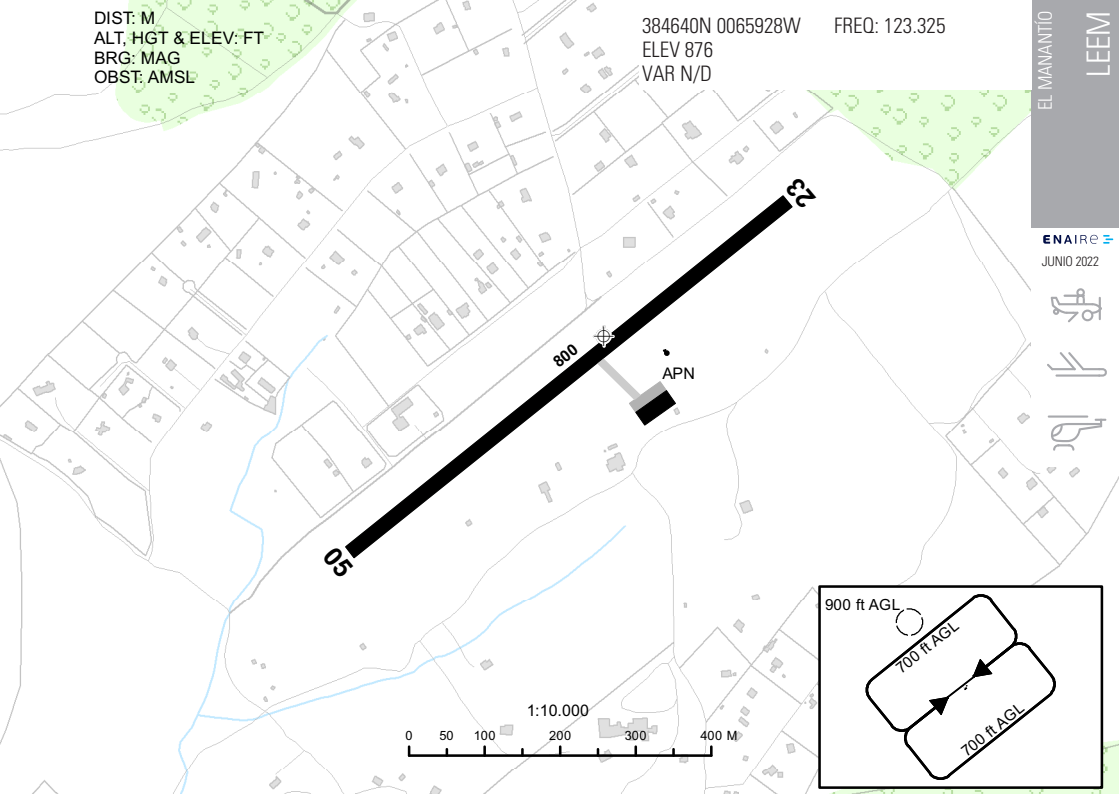 DIST: M
ALT, HGT & ELEV: FT
BRG: MAG
OBST: AMSL
384640N 0065928W FREQ: 123.325
ELEV 876
VAR N/D
EL MANANTÍO
LEEM
ENAIRe
JUNIO 2022
23
800
APN
05
1:10.000
0 50 100 200 300 400 M
900 ft AGL
700 ft AGL
700 ft AGL